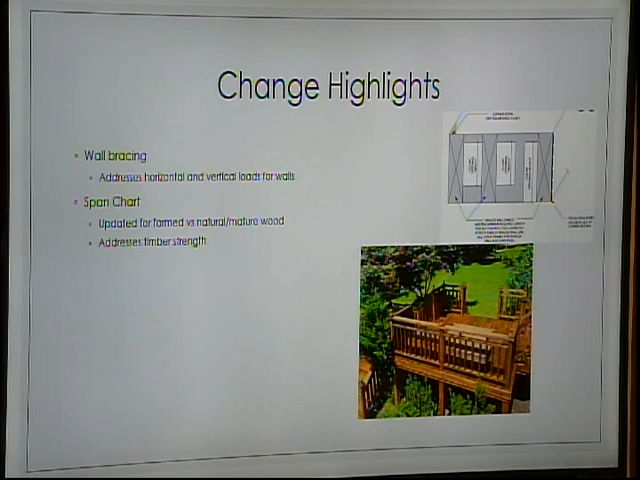 Change Highlights
Wall bracing
Addresses horizontal and vertical loads for walls
Span Chart
Updated for farmed vs natural/mature wood
Addresses timber strength